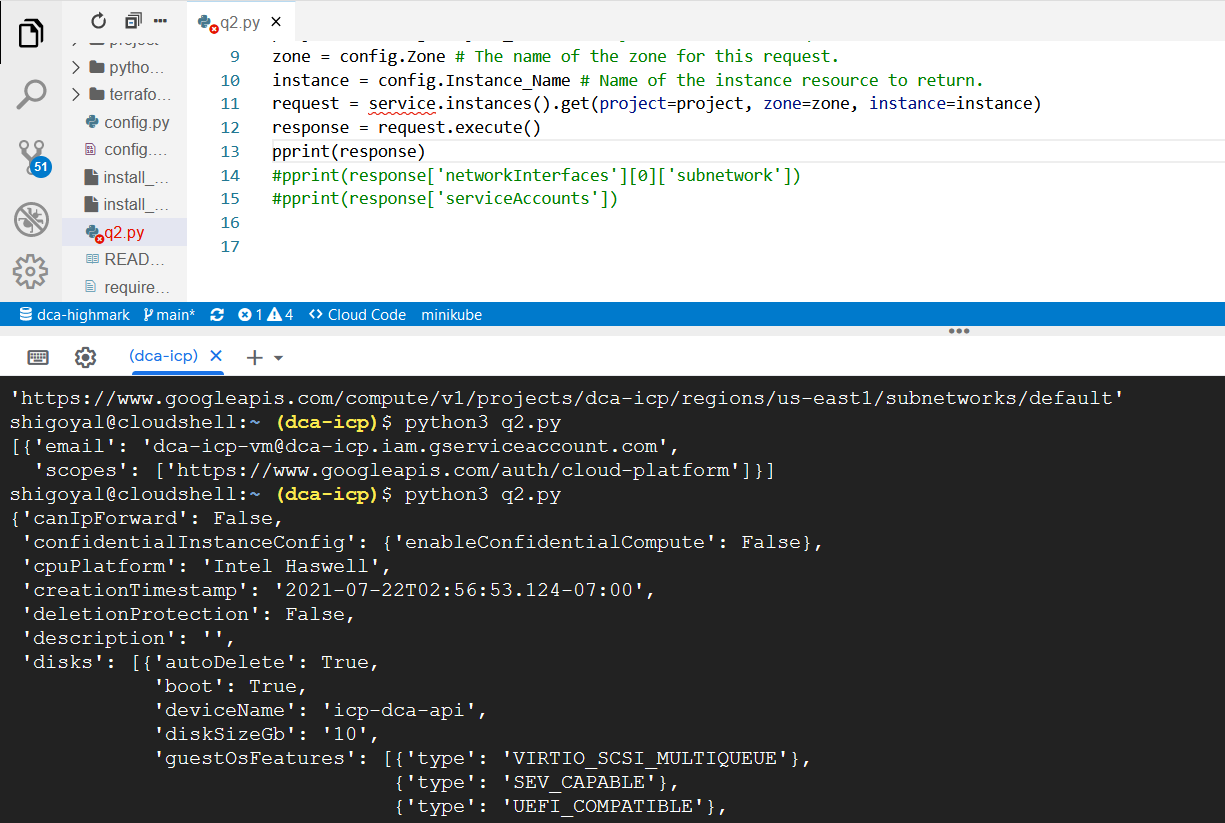 q2.py
pytho...
terrafo...
config.py
config....
install_...
install_...
q2.py
READ...
require...
51
9 zone = config.Zone # The name of the zone for this request.
10 instance = config.Instance_Name # Name of the instance resource to return.
11 request = service.instances().get(project=project, zone=zone, instance=instance)
12 response = request.execute()
13 pprint(response)
14 #pprint(response['networkInterfaces'][0]['subnetwork'])
15 #pprint(response['serviceAccounts'])
16
17
dca-highmark main* 1 4 <> Cloud Code minikube
(dca-icp)
'https://www.googleapis.com/compute/v1/projects/dca-icp/regions/us-east1/subnetworks/default'
shigoyal@cloudshell:~ (dca-icp)$ python3 q2.py
[{'email': 'dca-icp-vm@dca-icp.iam.gserviceaccount.com',
'scopes': ['https://www.googleapis.com/auth/cloud-platform']}]
shigoyal@cloudshell:~ (dca-icp)$ python3 q2.py
{'canIpForward': False,
'confidentialInstanceConfig': {'enableConfidentialCompute': False},
'cpuPlatform': 'Intel Haswell',
'creationTimestamp': '2021-07-22T02:56:53.124-07:00',
'deletionProtection': False,
'description': '',
'disks': [{'autoDelete': True,
'boot': True,
'deviceName': 'icp-dca-api',
'diskSizeGb': '10',
'guestOsFeatures': [{'type': 'VIRTIO_SCSI_MULTIQUEUE'},
{'type': 'SEV_CAPABLE'},
{'type': 'UEFI_COMPATIBLE'},